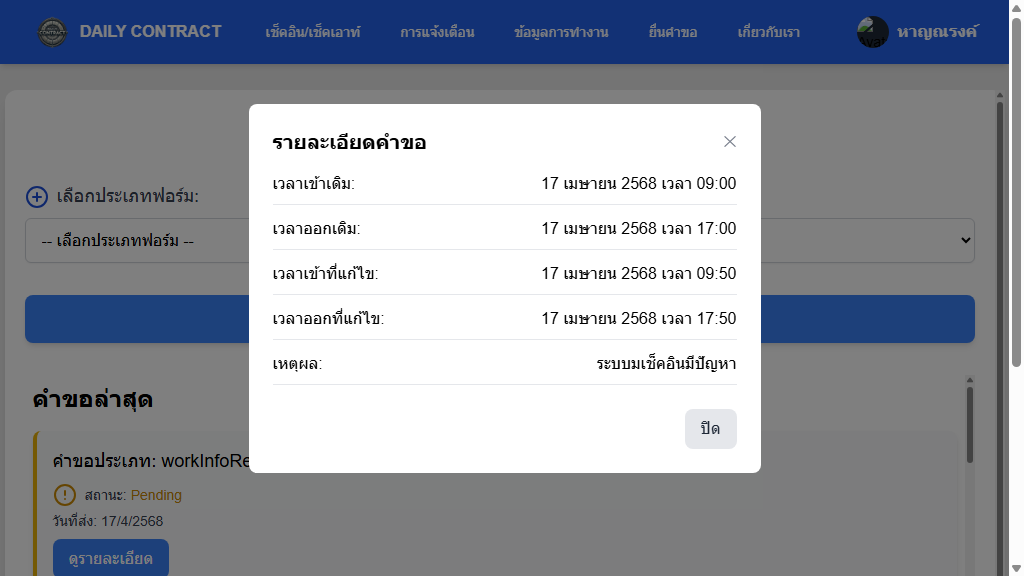 DAILY CONTRACT
เช็คอิน/เช็คเอาท์
การแจ้งเตือน
ข้อมูลการทำงาน
ยื่นคำขอ
เกี่ยวกับเรา
หาญณรงค์
รายละเอียดคำขอ
เวลาเข้าเดิม: 17 เมษายน 2568 เวลา 09:00
เวลาออกเดิม: 17 เมษายน 2568 เวลา 17:00
เวลาเข้าที่แก้ไข: 17 เมษายน 2568 เวลา 09:50
เวลาออกที่แก้ไข: 17 เมษายน 2568 เวลา 17:50
เหตุผล: ระบบมเช็คอินมีปัญหา
ปิด
เลือกประเภทฟอร์ม:
-- เลือกประเภทฟอร์ม --
คำขอล่าสุด
คำขอประเภท: workInfoRe
สถานะ: Pending
วันที่ส่ง: 17/4/2568
ดูรายละเอียด